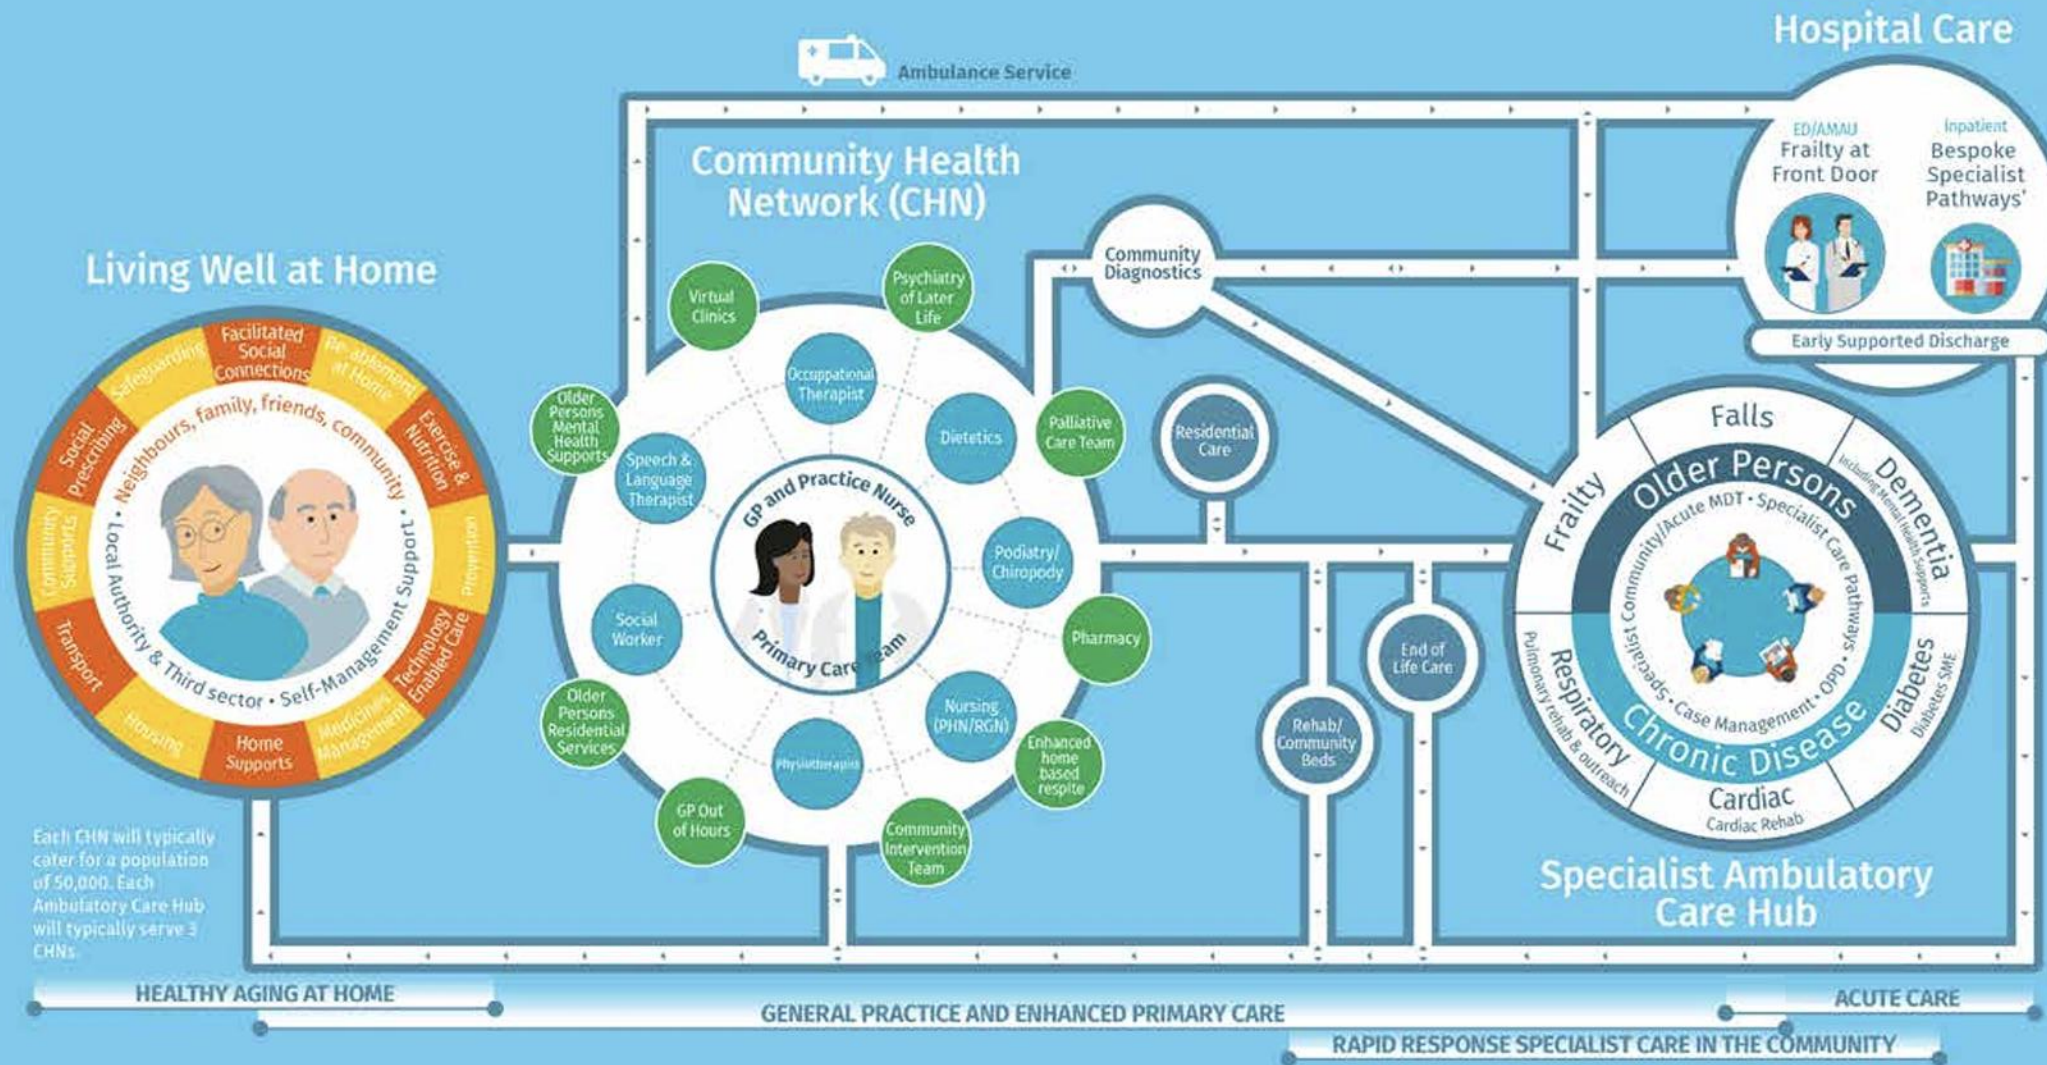 Hospital Care
Ambulance Service
ED/AMAU
Frailty at
Front Door
Inpatient
Bespoke
Specialist
Pathways'
Early Supported Discharge
Community Health
Network (CHN)
Community
Diagnostics
Living Well at Home
Facilitated
Social
Connections
Re-ablement
at Home
Exercise &
Nutrition
Prevention
Technology
Enabled Care
Medicines
Management
Home
Supports
Housing
Transport
Community
Supports
Social
Prescribing
Safeguarding
• Neighbours, family, friends, community •
Local Authority & Third sector • Self-Management Support
Virtual
Clinics
Psychiatry
of Later
Life
Older
Persons
Mental
Health
Supports
Palliative
Care Team
Pharmacy
Enhanced
home
based
respite
Community
Intervention
Team
GP Out
of Hours
Older
Persons
Residential
Services
Occuppational
Therapist
Dietetics
Podiatry/
Chiropody
Nursing
(PHN/RGN)
Physiotherapist
Social
Worker
Speech &
Language
Therapist
GP and Practice Nurse
Primary Care Team
Residential
Care
End of
Life Care
Rehab/
Community
Beds
Falls
Dementia
Including Mental Health Supports
Diabetes
Diabetes SME
Cardiac
Cardiac Rehab
Respiratory
Pulmonary rehab & outreach
Frailty
Older Persons
Chronic Disease
Specialist Community/Acute MDT • Specialist Care Pathways • OPD • Case Management •
Specialist Ambulatory
Care Hub
Each CHN will typically
cater for a population
of 50,000. Each
Ambulatory Care Hub
will typically serve 3
CHNs.
HEALTHY AGING AT HOME
GENERAL PRACTICE AND ENHANCED PRIMARY CARE
ACUTE CARE
RAPID RESPONSE SPECIALIST CARE IN THE COMMUNITY